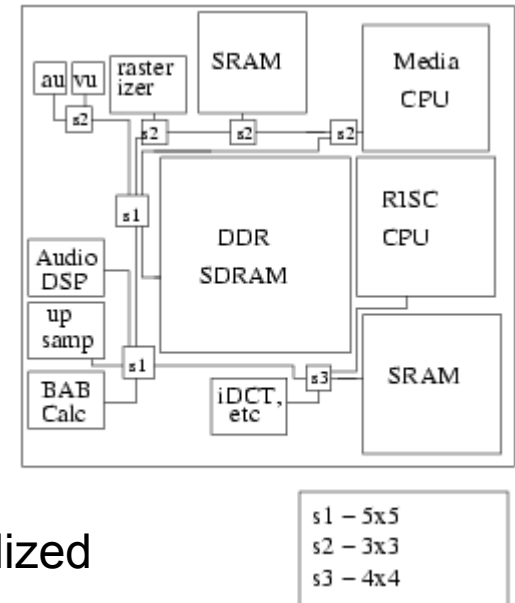 au
vu
s2
raster
izer
s2
SRAM
s2
Media
CPU
s2
s1
DDR
SDRAM
RISC
CPU
Audio
DSP
up
samp
BAB
Calc
s1
iDCT,
etc
s3
SRAM
s1 – 5x5
s2 – 3x3
s3 – 4x4
lized